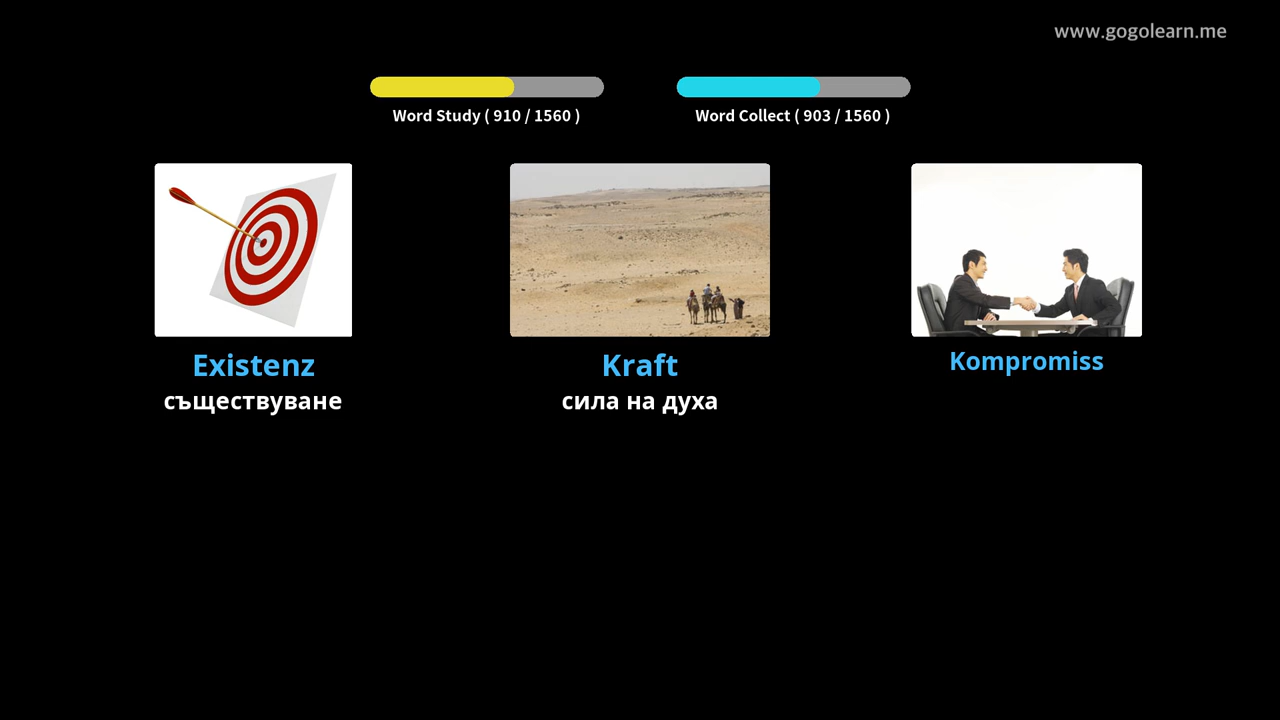 www.gogolearn.me
Word Study ( 910 / 1560 )
Word Collect ( 903 / 1560 )
Existenz
съществуване
Kraft
сила на духа
Kompromiss